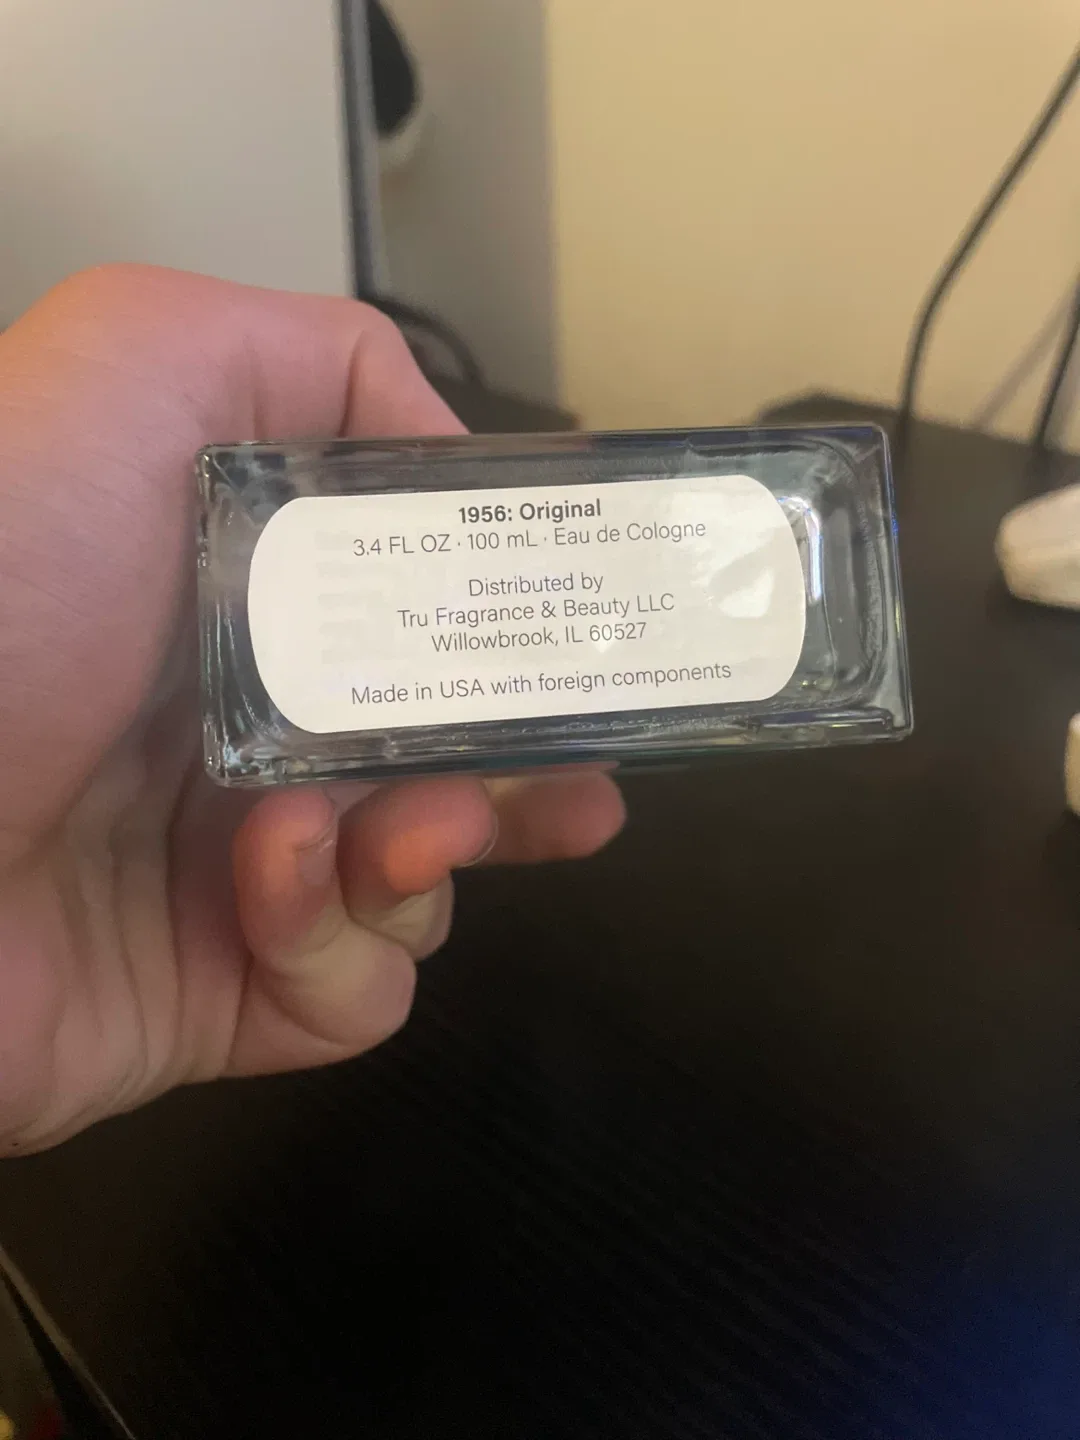 1956: Original
3.4 FL OZ · 100 mL · Eau de Cologne
Distributed by
Tru Fragrance & Beauty LLC
Willowbrook, IL 60527
Made in USA with foreign components